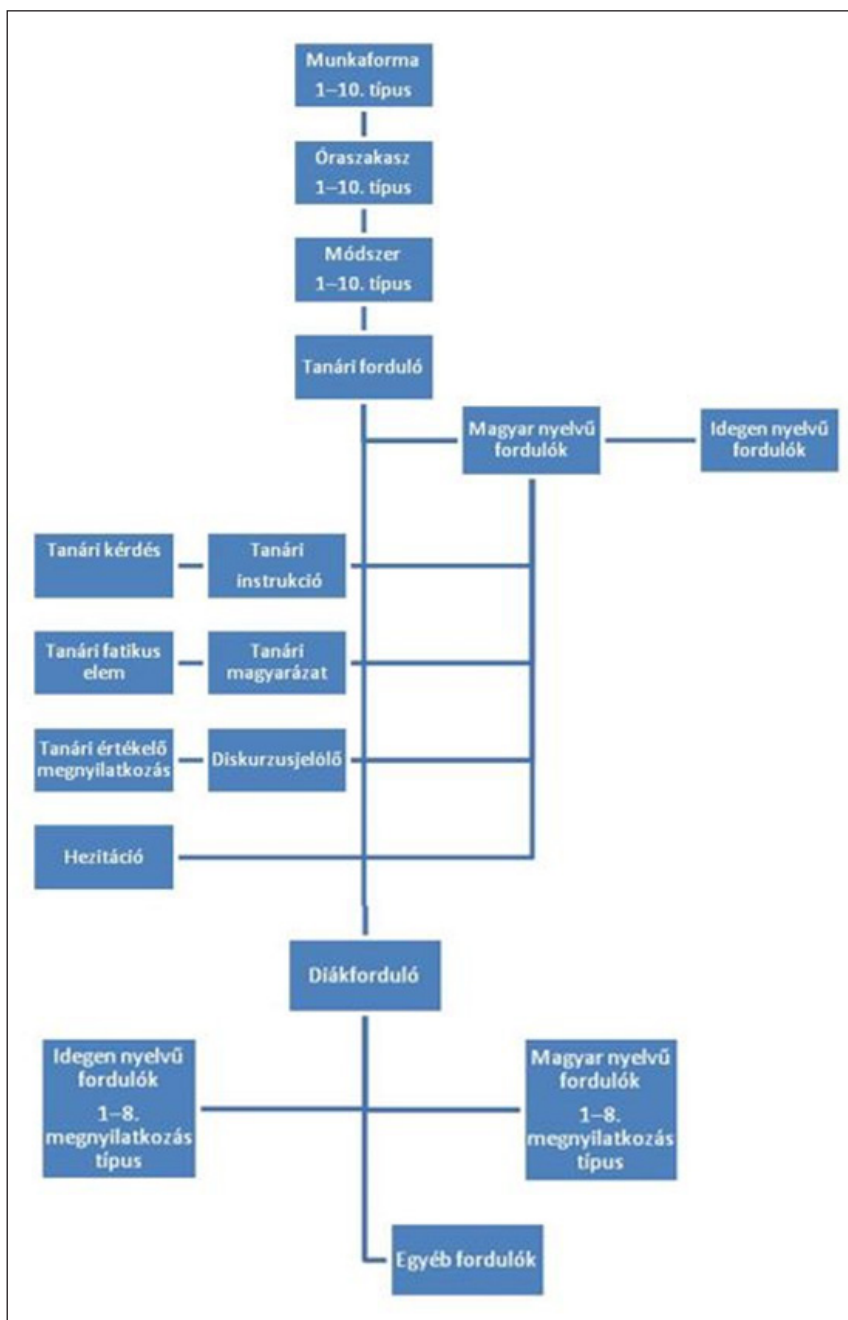 Munkaforma
1–10. típus
Óraszakasz
1–10. típus
Módszer
1–10. típus
Tanári forduló
Magyar nyelvű
fordulók
Idegen nyelvű
fordulók
Tanári kérdés
Tanári
instrukció
Tanári fatikus
elem
Tanári
magyarázat
Tanári értékelő
megnyilatkozás
Diskurzusjelölő
Hezitáció
Diákforduló
Idegen nyelvű
fordulók
1–8.
megnyilatkozás
típus
Magyar nyelvű
fordulók
1–8.
megnyilatkozás
típus
Egyéb fordulók